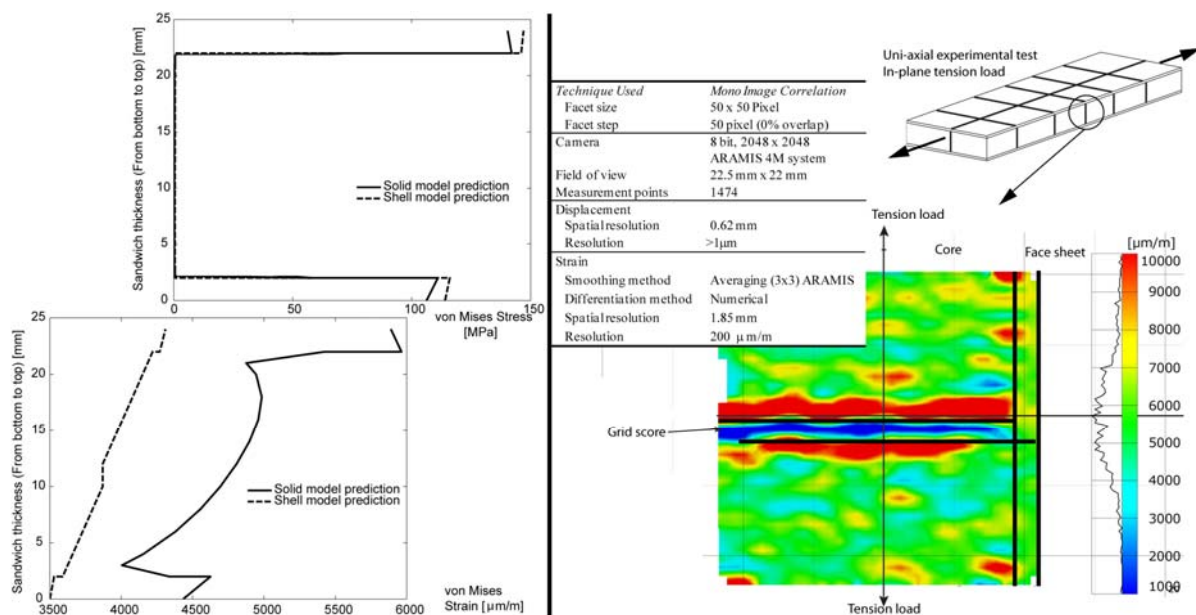 Sandwich thickness (From bottom to top) [mm]
25
20
15
10
5
0
Solid model prediction
Shell model prediction
0
50
100
150
von Mises Stress
[MPa]
Sandwich thickness (From bottom to top) [mm]
25
20
15
10
5
0
Solid model prediction
Shell model prediction
3500
4000
4500
5000
5500
6000
von Mises
Strain [μm/m]
Technique Used Mono Image Correlation
Facet size 50 x 50 Pixel
Facet step 50 pixel (0% overlap)
Camera 8 bit, 2048 x 2048
ARAMIS 4M system
Field of view 22.5 mm x 22 mm
Measurement points 1474
Displacement
Spatial resolution 0.62 mm
Resolution >1μm
Strain
Smoothing method Averaging (3x3) ARAMIS
Differentiation method Numerical
Spatial resolution 1.85 mm
Resolution 200 μ m/m
Uni-axial experimental test
In-plane tension load
Tension load
Core
Face sheet
Grid score
Tension load
[μm/m]
10000
9000
8000
7000
6000
5000
4000
3000
2000
1000